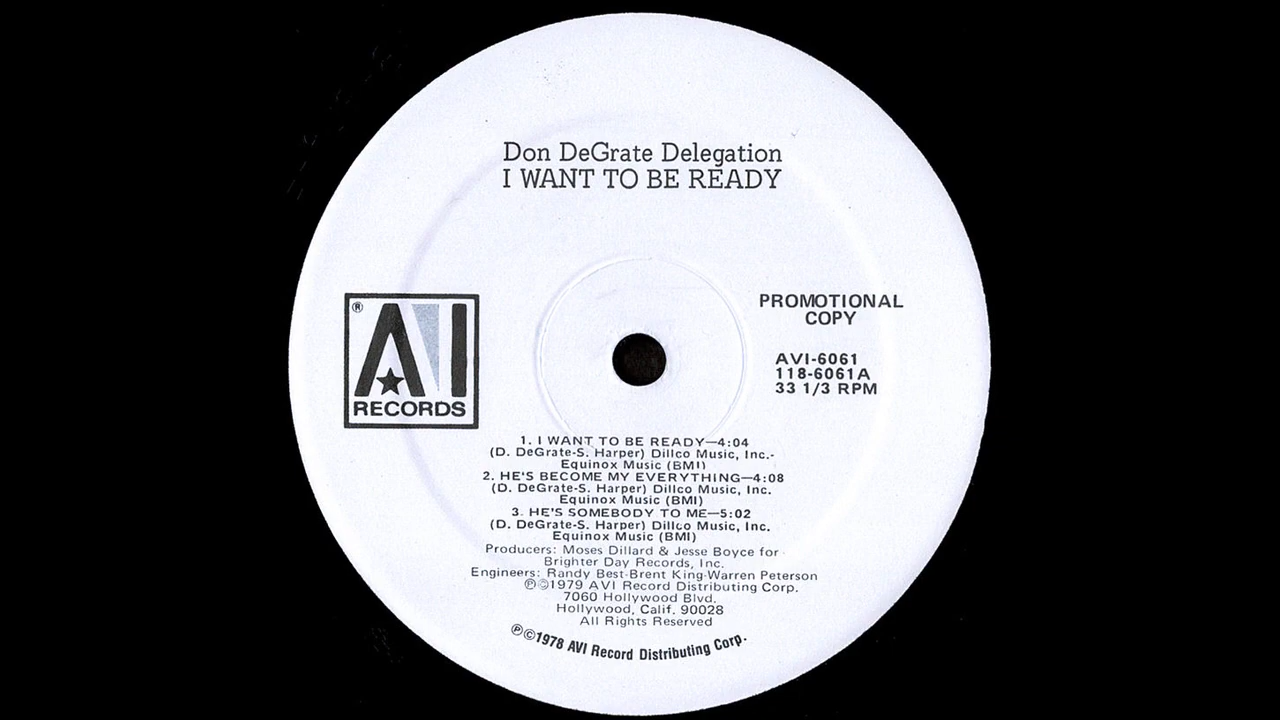 Don DeGrate Delegation
I WANT TO BE READY
® AVI
RECORDS
PROMOTIONAL
COPY
AVI-6061
118-6061A
33 1/3 RPM
1. I WANT TO BE READY—4:04
(D. DeGrate-S. Harper) Dillco Music, Inc.-
Equinox Music (BMI)
2. HE'S BECOME MY EVERYTHING—4:08
(D. DeGrate-S. Harper) Dillco Music, Inc.
Equinox Music (BMI)
3. HE'S SOMEBODY TO ME—5:02
(D. DeGrate-S. Harper) Dillco Music, Inc.
Equinox Music (BMI)
Producers: Moses Dillard & Jesse Boyce for
Brighter Day Records, Inc.
Engineers: Randy Best-Brent King-Warren Peterson
℗©1979 AVI Record Distributing Corp.
7060 Hollywood Blvd.
Hollywood, Calif. 90028
All Rights Reserved
℗©1978 AVI Record Distributing Corp.